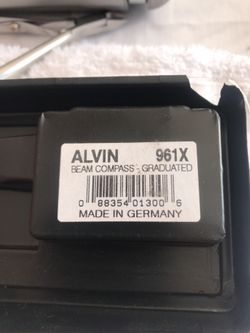 ALVIN 961X
BEAM COMPASS - GRADUATED
0 88354 01300 6
MADE IN GERMANY